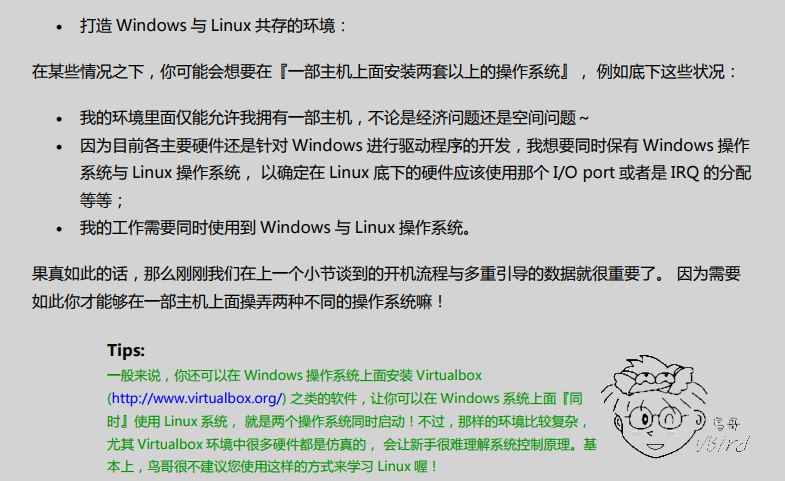 • 打造 Windows 与 Linux 共存的环境：
在某些情况之下，你可能会想要在『一部主机上面安装两套以上的操作系统』， 例如底下这些状况：
• 我的环境里面仅能允许我拥有一部主机，不论是经济问题还是空间问题～
• 因为目前各主要硬件还是针对 Windows 进行驱动程序的开发，我想要同时保有 Windows 操作
系统与 Linux 操作系统， 以确定在 Linux 底下的硬件应该使用那个 I/O port 或者是 IRQ 的分配
等等；
• 我的工作需要同时使用到 Windows 与 Linux 操作系统。
果真如此的话，那么刚刚我们在上一个小节谈到的开机流程与多重引导的数据就很重要了。 因为需要
如此你才能够在一部主机上面操弄两种不同的操作系统嘛！
Tips:
一般来说，你还可以在 Windows 操作系统上面安装 Virtualbox
(http://www.virtualbox.org/) 之类的软件，让你可以在 Windows 系统上面『同
时』使用 Linux 系统， 就是两个操作系统同时启动！不过，那样的环境比较复杂，
尤其 Virtualbox 环境中很多硬件都是仿真的， 会让新手很难理解系统控制原理。基
本上，鸟哥很不建议您使用这样的方式来学习 Linux 喔！
鸟哥
VBird